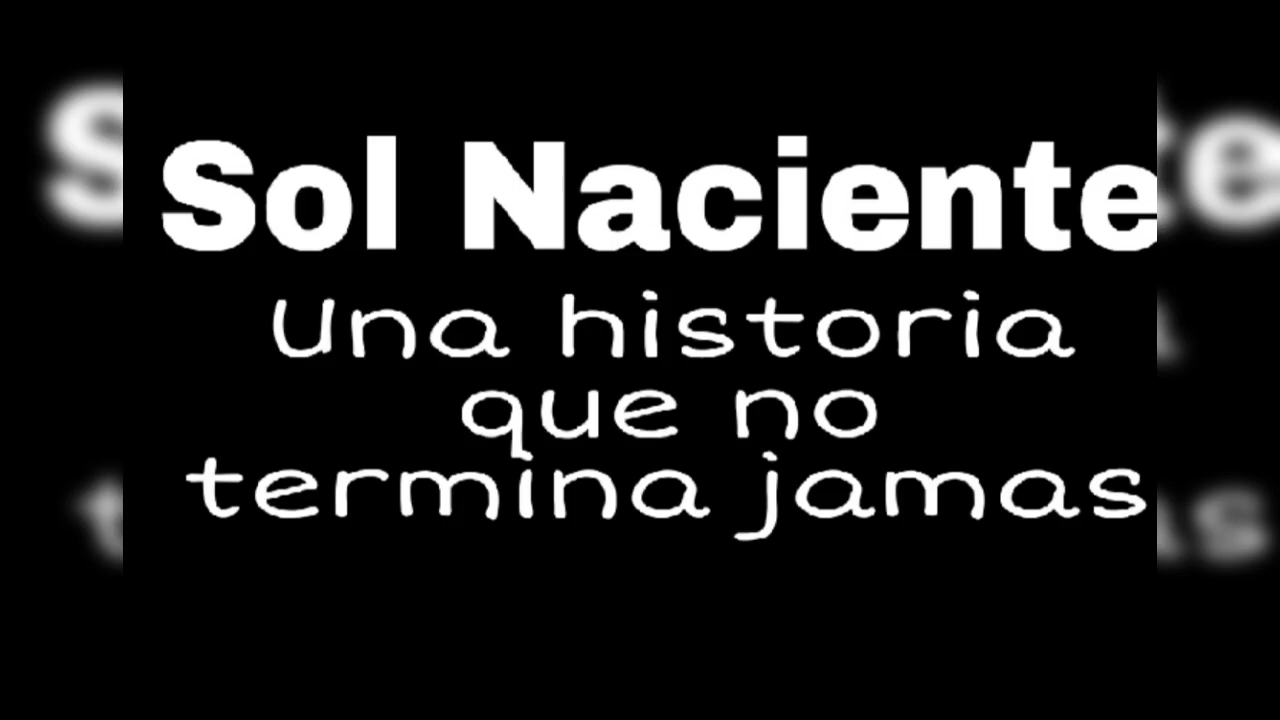 Sol Naciente
Una historia
que no
termina jamas